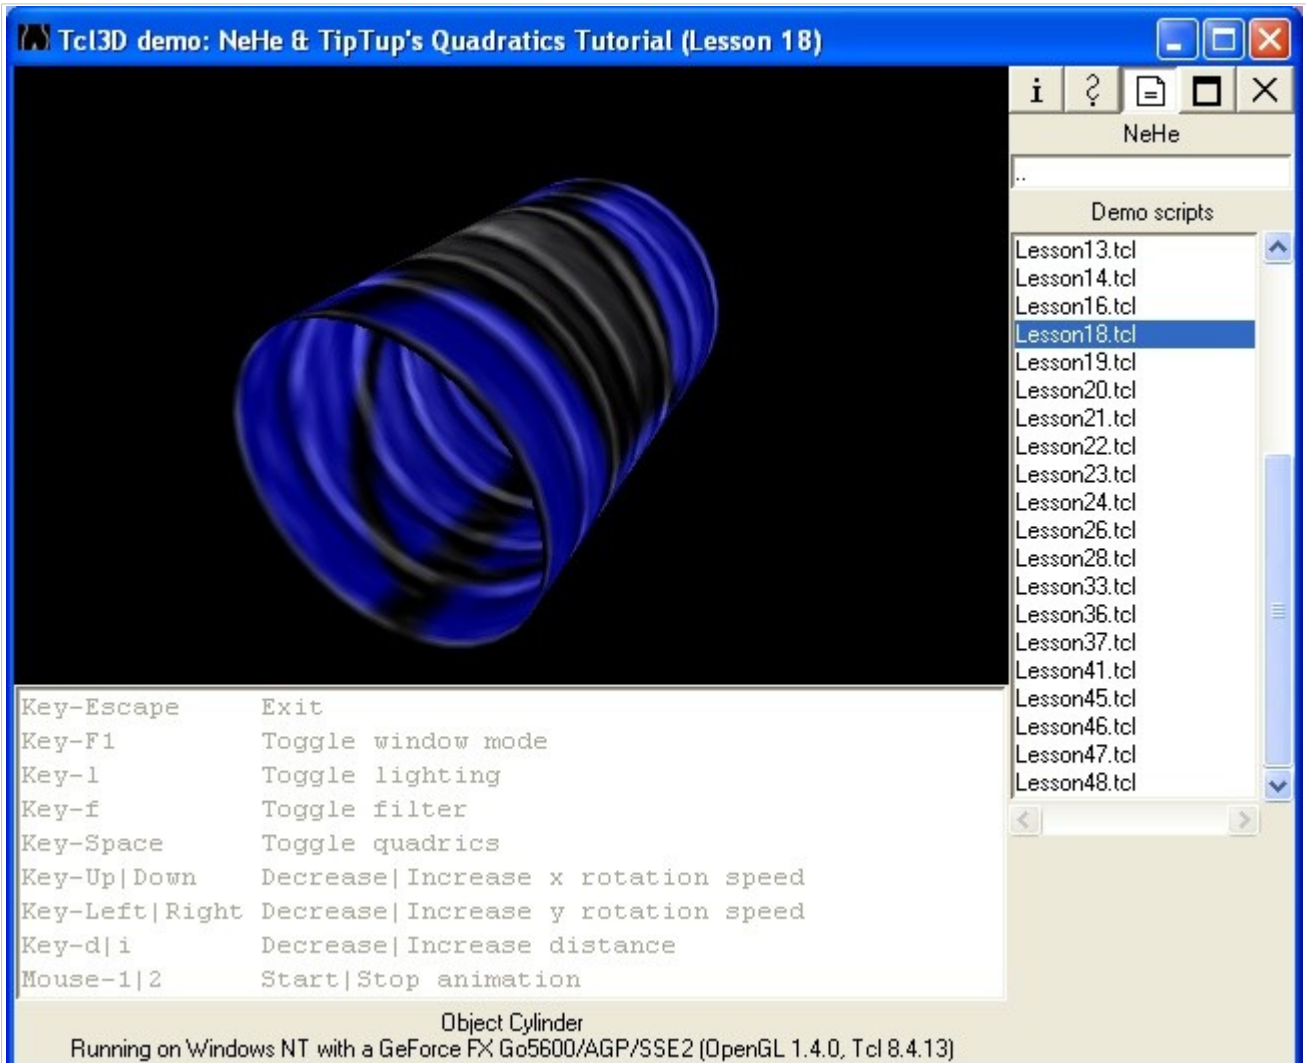 Tcl3D demo: NeHe & TipTup's Quadratics Tutorial (Lesson 18)
NeHe
..
Demo scripts
Lesson13.tcl
Lesson14.tcl
Lesson16.tcl
Lesson18.tcl
Lesson19.tcl
Lesson20.tcl
Lesson21.tcl
Lesson22.tcl
Lesson23.tcl
Lesson24.tcl
Lesson26.tcl
Lesson28.tcl
Lesson33.tcl
Lesson36.tcl
Lesson37.tcl
Lesson41.tcl
Lesson45.tcl
Lesson46.tcl
Lesson47.tcl
Lesson48.tcl
Key-Escape Exit
Key-F1 Toggle window mode
Key-l Toggle lighting
Key-f Toggle filter
Key-Space Toggle quadrics
Key-Up|Down Decrease|Increase x rotation speed
Key-Left|Right Decrease|Increase y rotation speed
Key-d|i Decrease|Increase distance
Mouse-1|2 Start|Stop animation
Object Cylinder
Running on Windows NT with a GeForce FX Go5600/AGP/SSE2 (OpenGL 1.4.0, Tcl 8.4.13)